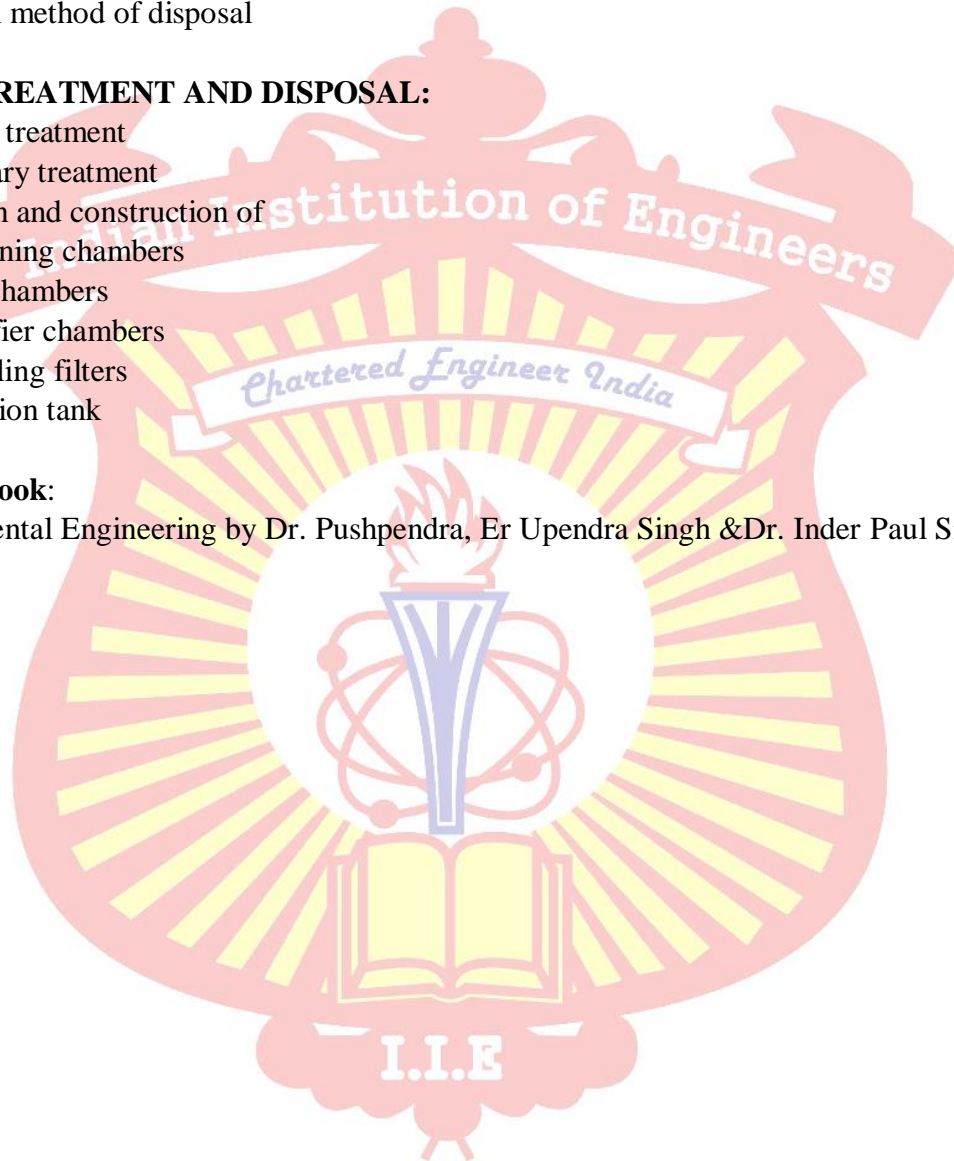 method of disposal
REATMENT AND DISPOSAL:
treatment
ary treatment
n and construction of
ning chambers
hambers
fier chambers
ling filters
ion tank
ook:
ental Engineering by Dr. Pushpendra, Er Upendra Singh &Dr. Inder Paul S
Indian Institution of Engineers
Chartered Engineer India
I.I.E